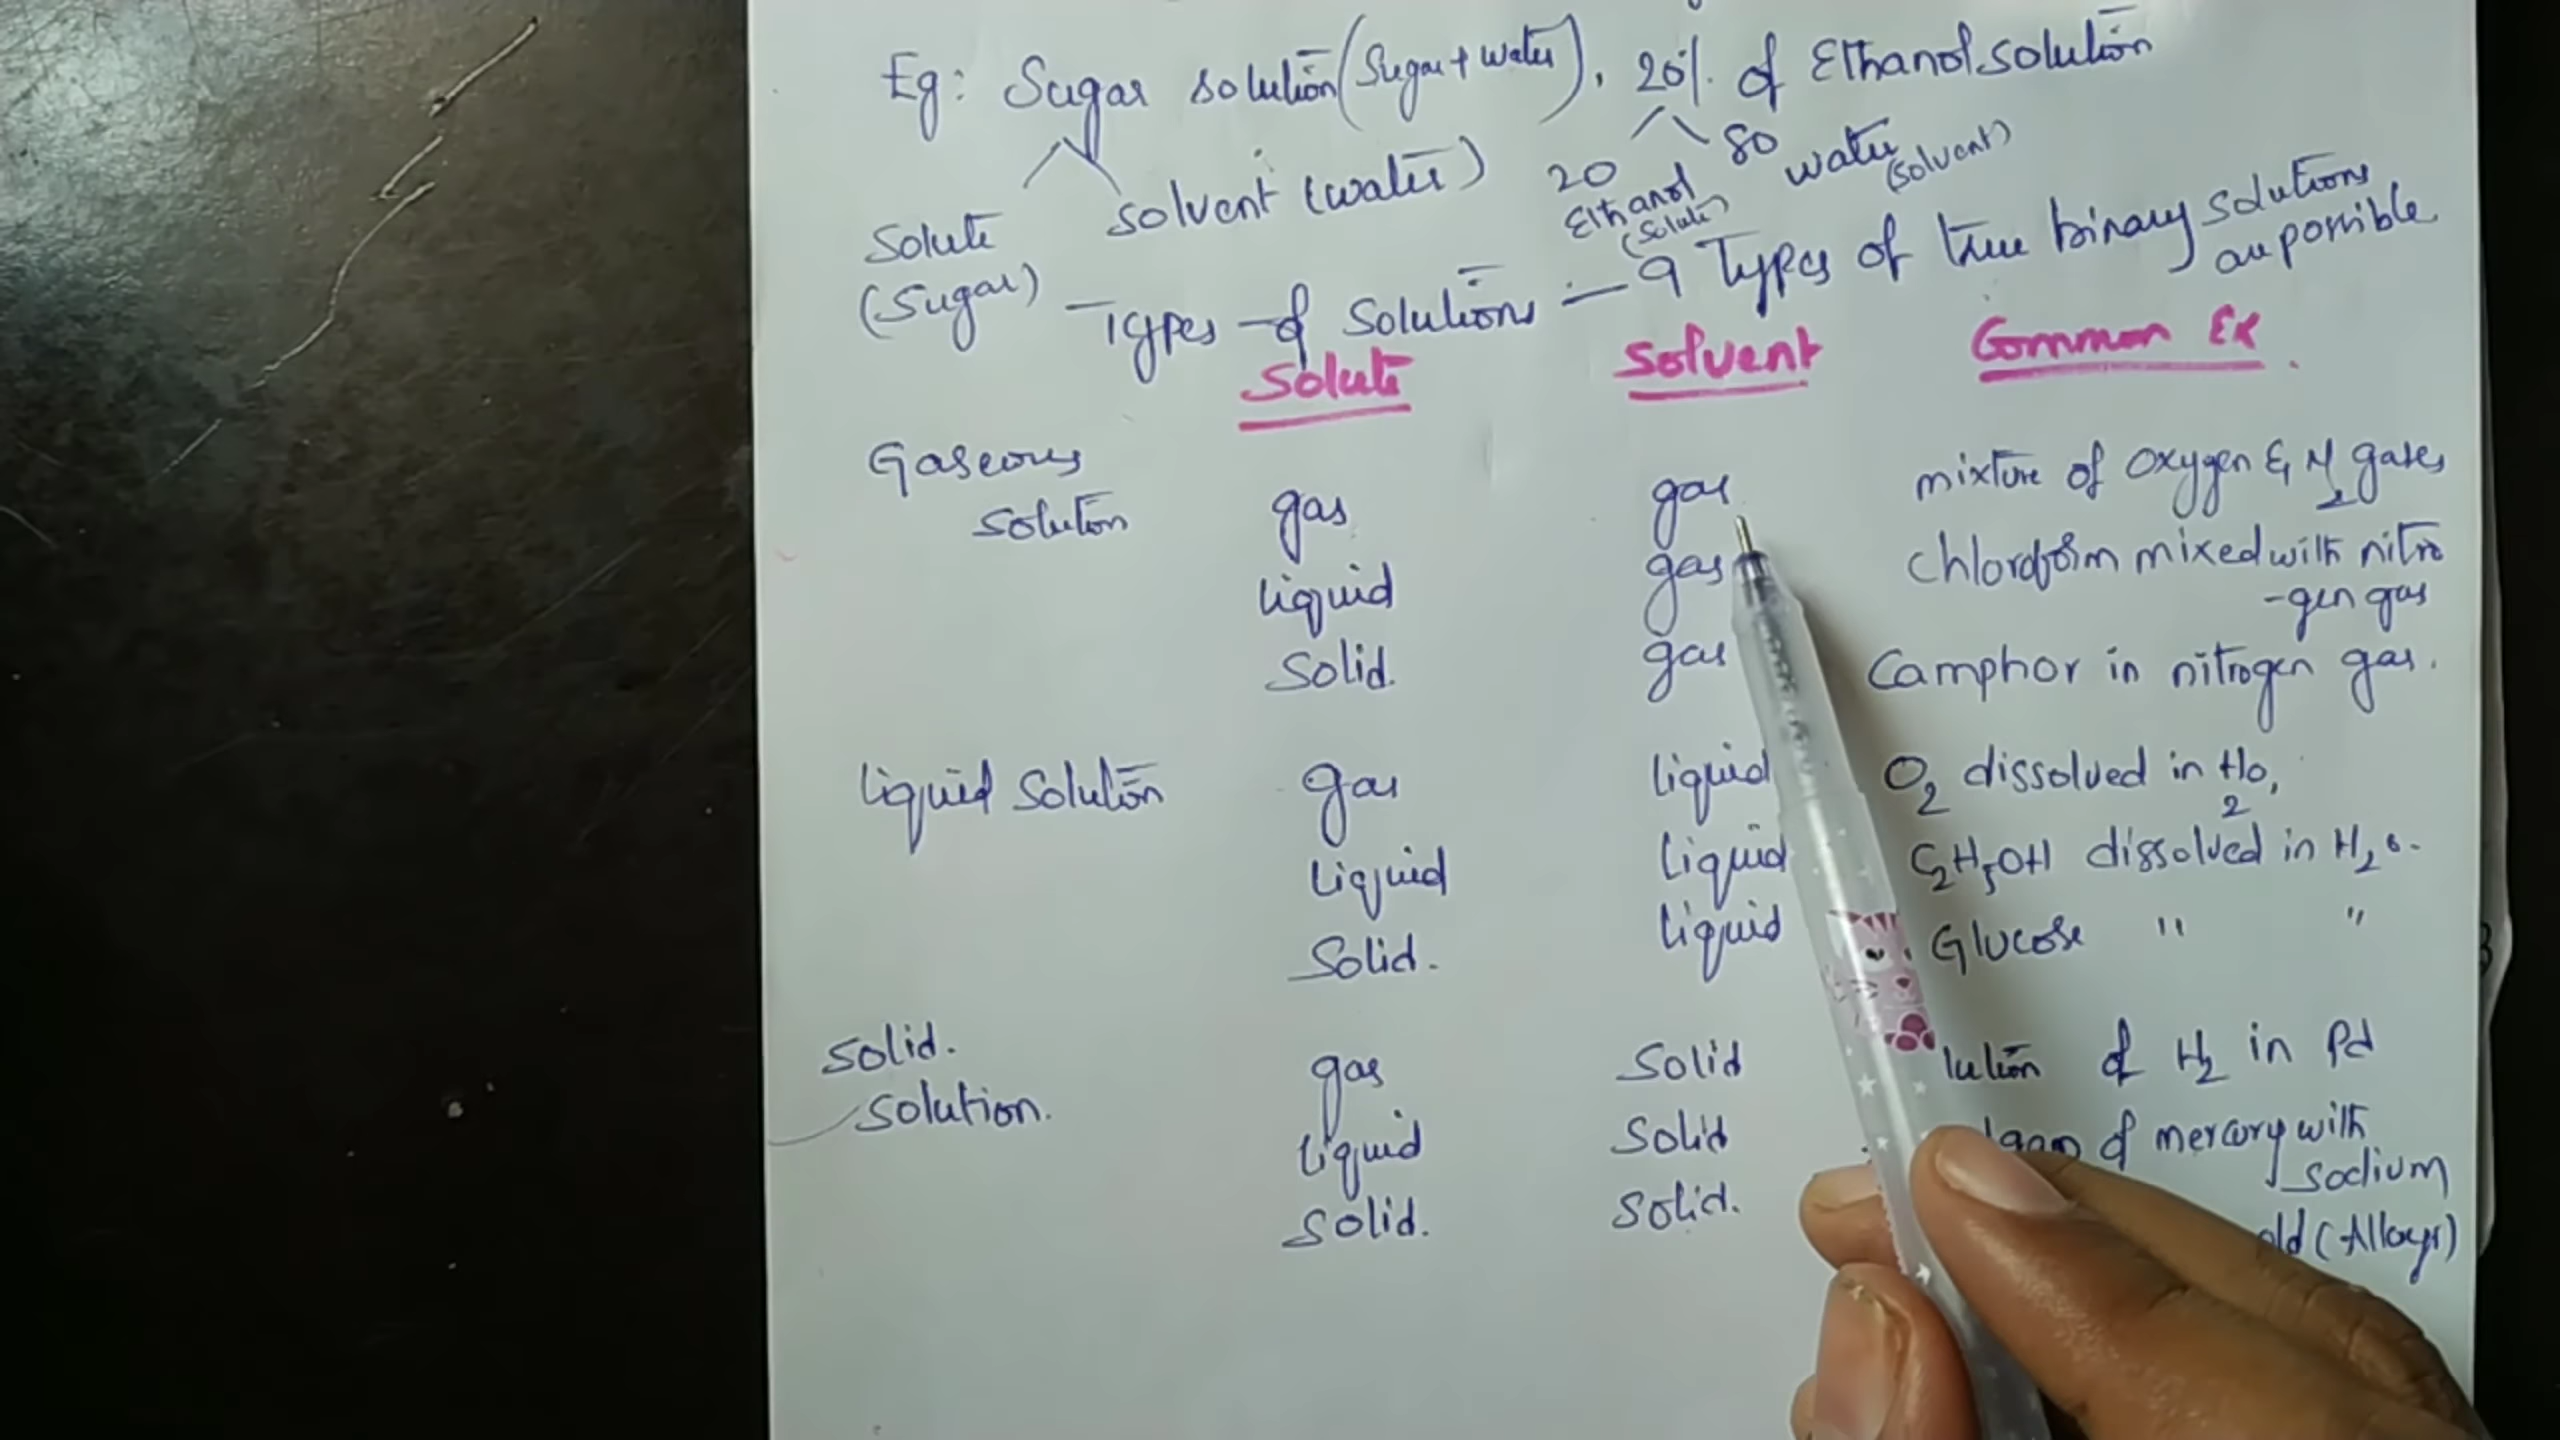 Eg: Sugar solution (Sugar + water), 20% of Ethanol solution
Solute (Sugar) solvent (water) 20 Ethanol (Solute) 80 water (solvent)
Types of Solutions :- 9 Types of true binary solutions are possible
Solute Solvent Common Ex.
Gaseous solution gas gas mixture of oxygen & N2 gases
liquid gas chloroform mixed with nitro
-gen gas
Solid. gas Camphor in nitrogen gas.
liquid solution gas liquid O2 dissolved in H2O,
liquid liquid C2H5OH dissolved in H2O.
Solid. liquid Glucose " "
Solid. solution. gas Solid lution of H2 in Pd
liquid Solid of mercury with
sodium
Solid. Solid. old (Alloys)